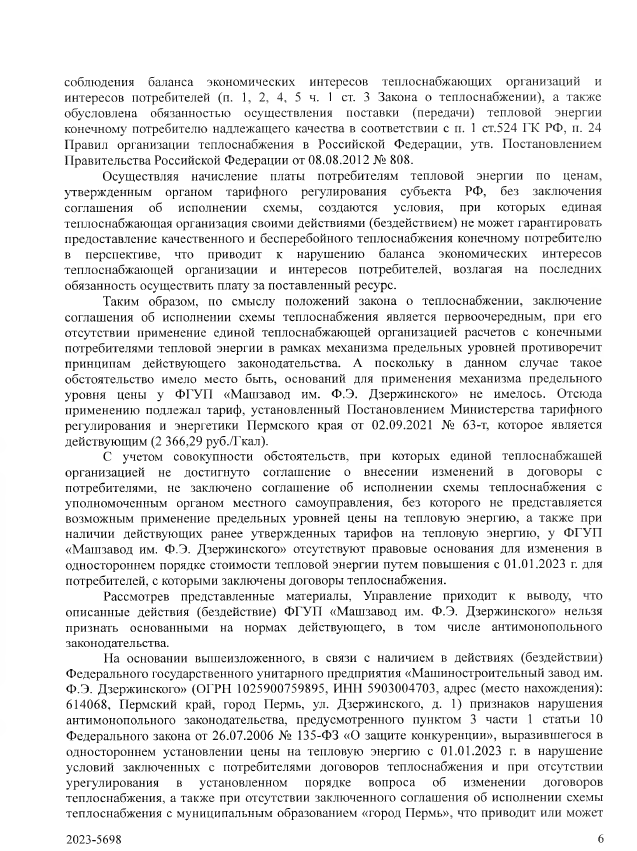 соблюдения баланса экономических интересов теплоснабжающих организаций и
интересов потребителей (п. 1, 2, 4, 5 ч. 1 ст. 3 Закона о теплоснабжении), а также
обусловлена обязанностью осуществления поставки (передачи) тепловой энергии
конечному потребителю надлежащего качества в соответствии с п. 1 ст.524 ГК РФ, п. 24
Правил организации теплоснабжения в Российской Федерации, утв. Постановлением
Правительства Российской Федерации от 08.08.2012 № 808.
Осуществляя начисление платы потребителям тепловой энергии по ценам,
утвержденным органом тарифного регулирования субъекта РФ, без заключения
соглашения об исполнении схемы, создаются условия, при которых единая
теплоснабжающая организация своими действиями (бездействием) не может гарантировать
предоставление качественного и бесперебойного теплоснабжения конечному потребителю
в перспективе, что приводит к нарушению баланса экономических интересов
теплоснабжающей организации и интересов потребителей, возлагая на последних
обязанность осуществить плату за поставленный ресурс.
Таким образом, по смыслу положений закона о теплоснабжении, заключение
соглашения об исполнении схемы теплоснабжения является первоочередным, при его
отсутствии применение единой теплоснабжающей организацией расчетов с конечными
потребителями тепловой энергии в рамках механизма предельных уровней противоречит
принципам действующего законодательства. А поскольку в данном случае такое
обстоятельство имело место быть, оснований для применения механизма предельного
уровня цены у ФГУП «Машзавод им. Ф.Э. Дзержинского» не имелось. Отсюда
применению подлежал тариф, установленный Постановлением Министерства тарифного
регулирования и энергетики Пермского края от 02.09.2021 № 63-т, которое является
действующим (2 366,29 руб./Гкал).
С учетом совокупности обстоятельств, при которых единой теплоснабжащей
организацией не достигнуто соглашение о внесении изменений в договоры с
потребителями, не заключено соглашение об исполнении схемы теплоснабжения с
уполномоченным органом местного самоуправления, без которого не представляется
возможным применение предельных уровней цены на тепловую энергию, а также при
наличии действующих ранее утвержденных тарифов на тепловую энергию, у ФГУП
«Машзавод им. Ф.Э. Дзержинского» отсутствуют правовые основания для изменения в
одностороннем порядке стоимости тепловой энергии путем повышения с 01.01.2023 г. для
потребителей, с которыми заключены договоры теплоснабжения.
Рассмотрев представленные материалы, Управление приходит к выводу, что
описанные действия (бездействие) ФГУП «Машзавод им. Ф.Э. Дзержинского» нельзя
признать основанными на нормах действующего, в том числе антимонопольного
законодательства.
На основании вышеизложенного, в связи с наличием в действиях (бездействии)
Федерального государственного унитарного предприятия «Машиностроительный завод им.
Ф.Э. Дзержинского» (ОГРН 1025900759895, ИНН 5903004703, адрес (место нахождения):
614068, Пермский край, город Пермь, ул. Дзержинского, д. 1) признаков нарушения
антимонопольного законодательства, предусмотренного пунктом 3 части 1 статьи 10
Федерального закона от 26.07.2006 № 135-ФЗ «О защите конкуренции», выразившегося в
одностороннем установлении цены на тепловую энергию с 01.01.2023 г. в нарушение
условий заключенных с потребителями договоров теплоснабжения и при отсутствии
урегулирования в установленном порядке вопроса об изменении договоров
теплоснабжения, а также при отсутствии заключенного соглашения об исполнении схемы
теплоснабжения с муниципальным образованием «город Пермь», что приводит или может
2023-5698
6